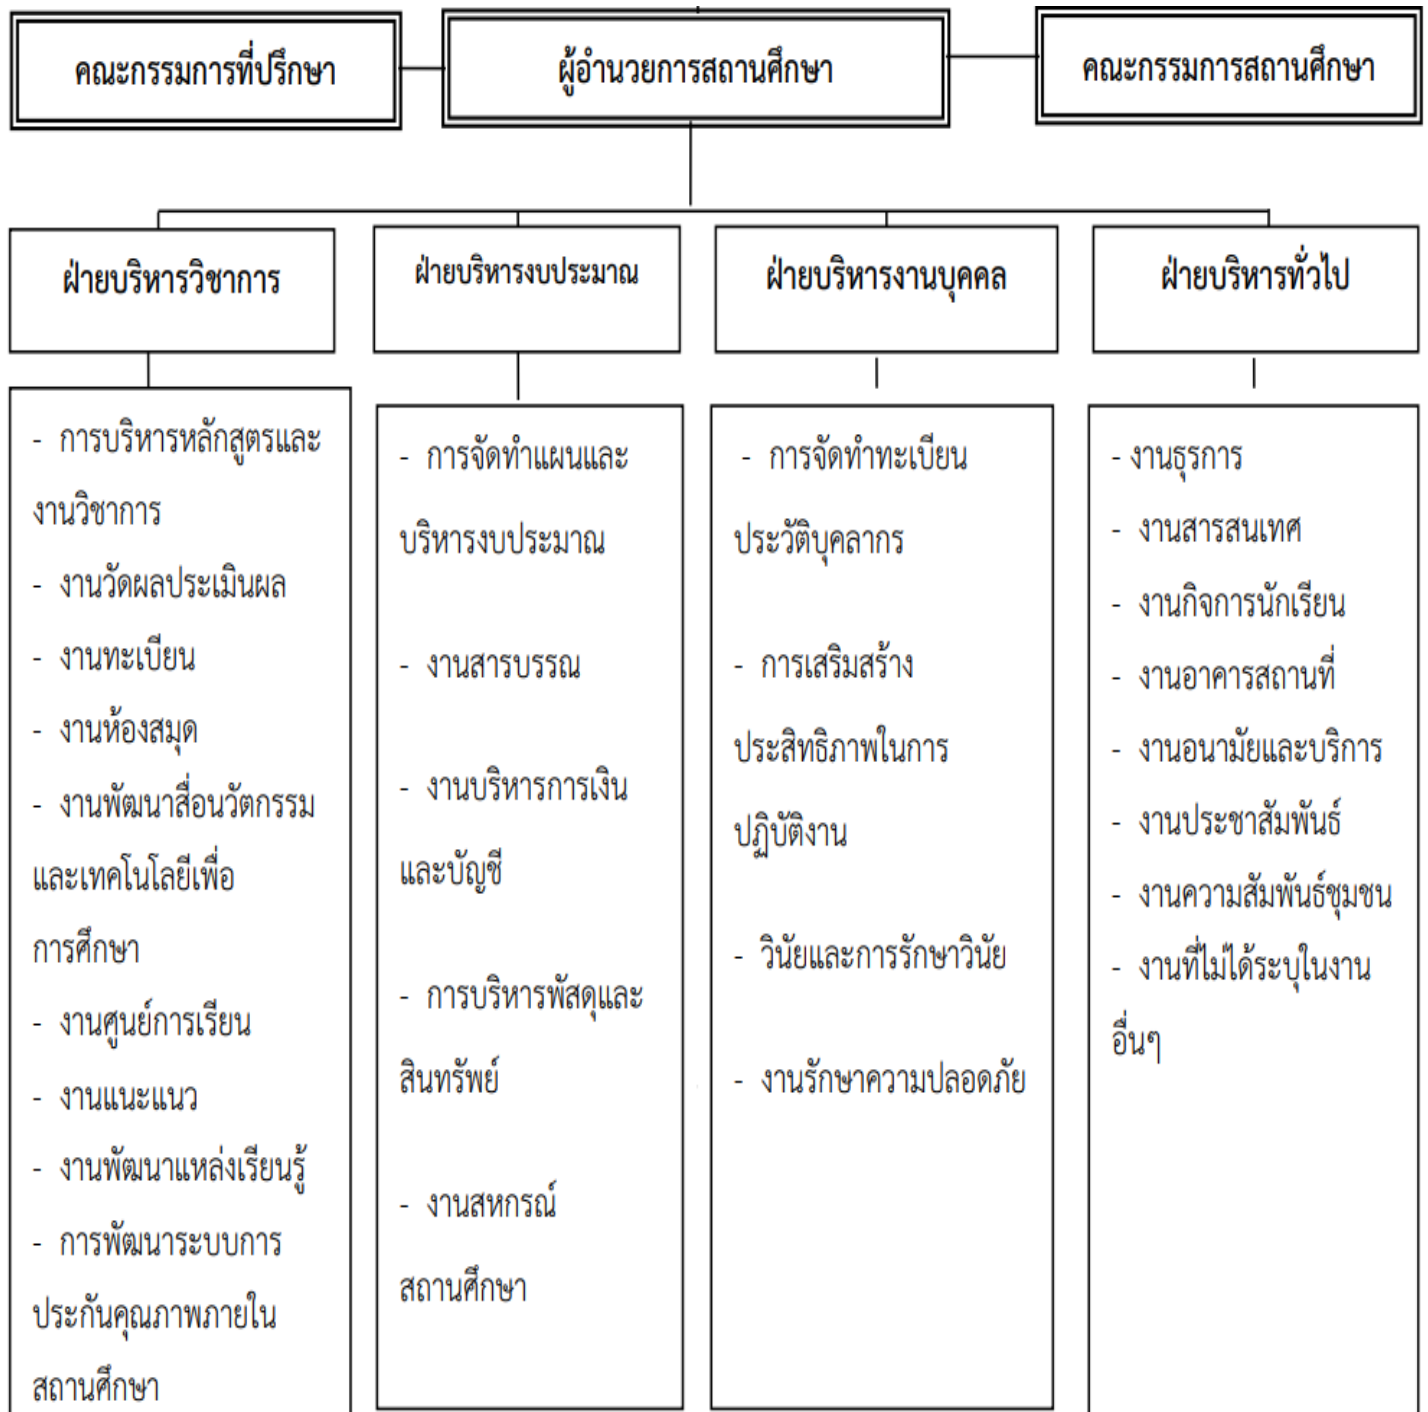 คณะกรรมการที่ปรึกษา
ผู้อำนวยการสถานศึกษา
คณะกรรมการสถานศึกษา
ฝ่ายบริหารวิชาการ
ฝ่ายบริหารงบประมาณ
ฝ่ายบริหารงานบุคคล
ฝ่ายบริหารทั่วไป
- การบริหารหลักสูตรและ
งานวิชาการ
- งานวัดผลประเมินผล
- งานทะเบียน
- งานห้องสมุด
- งานพัฒนาสื่อนวัตกรรม
และเทคโนโลยีเพื่อ
การศึกษา
- งานศูนย์การเรียน
- งานแนะแนว
- งานพัฒนาแหล่งเรียนรู้
- การพัฒนาระบบการ
ประกันคุณภาพภายใน
สถานศึกษา
- การจัดทำแผนและ
บริหารงบประมาณ
- งานสารบรรณ
- งานบริหารการเงิน
และบัญชี
- การบริหารพัสดุและ
สินทรัพย์
- งานสหกรณ์
สถานศึกษา
- การจัดทำทะเบียน
ประวัติบุคลากร
- การเสริมสร้าง
ประสิทธิภาพในการ
ปฏิบัติงาน
- วินัยและการรักษาวินัย
- งานรักษาความปลอดภัย
- งานธุรการ
- งานสารสนเทศ
- งานกิจการนักเรียน
- งานอาคารสถานที่
- งานอนามัยและบริการ
- งานประชาสัมพันธ์
- งานความสัมพันธ์ชุมชน
- งานที่ไม่ได้ระบุในงาน
อื่นๆ